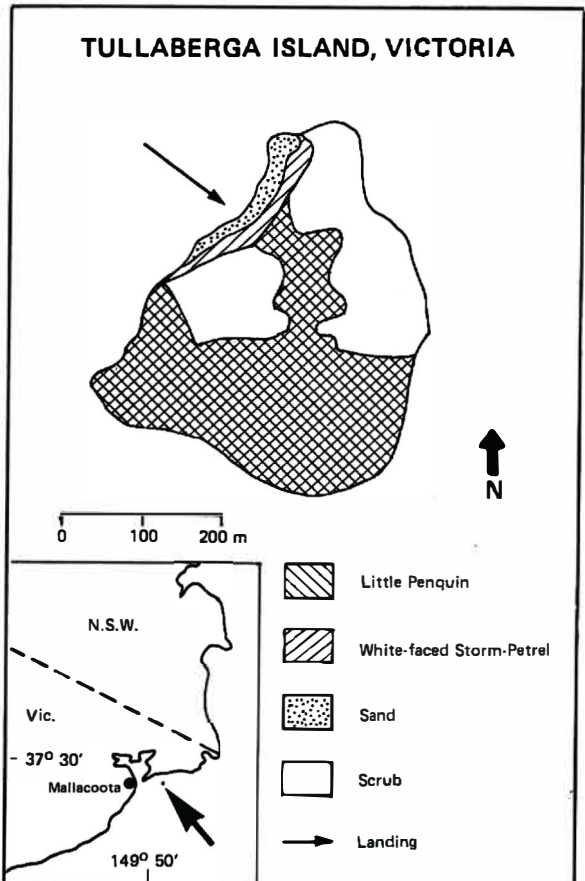 TULLABERGA ISLAND, VICTORIA
N
0 100 200 m
N.S.W.
Vic.
37° 30'
Mallacoota
149° 50'
Little Penquin
White-faced Storm-Petrel
Sand
Scrub
Landing